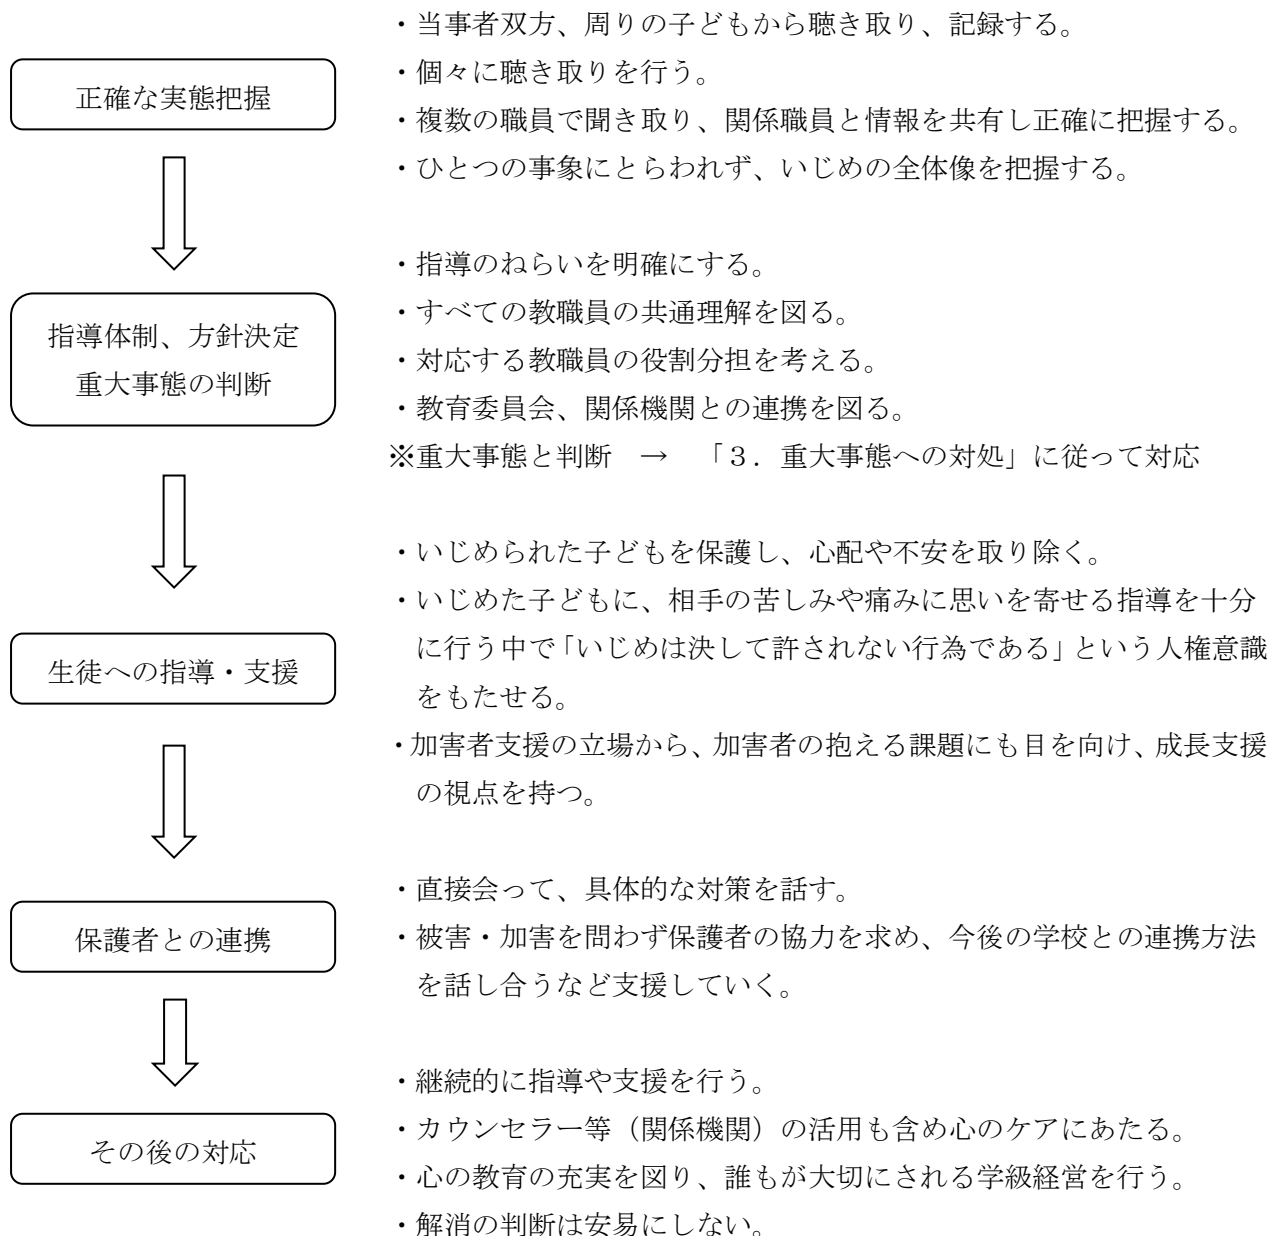 正確な実態把握
・当事者双方、周りの子どもから聴き取り、記録する。
・個々に聴き取りを行う。
・複数の職員で聞き取り、関係職員と情報を共有し正確に把握する。
・ひとつの事象にとらわれず、いじめの全体像を把握する。
指導体制、方針決定
重大事態の判断
・指導のねらいを明確にする。
・すべての教職員の共通理解を図る。
・対応する教職員の役割分担を考える。
・教育委員会、関係機関との連携を図る。
※重大事態と判断　→　「３．重大事態への対処」に従って対応
生徒への指導・支援
・いじめられた子どもを保護し、心配や不安を取り除く。
・いじめた子どもに、相手の苦しみや痛みに思いを寄せる指導を十分
に行う中で「いじめは決して許されない行為である」という人権意識
をもたせる。
・加害者支援の立場から、加害者の抱える課題にも目を向け、成長支援
の視点を持つ。
保護者との連携
・直接会って、具体的な対策を話す。
・被害・加害を問わず保護者の協力を求め、今後の学校との連携方法
を話し合うなど支援していく。
その後の対応
・継続的に指導や支援を行う。
・カウンセラー等（関係機関）の活用も含め心のケアにあたる。
・心の教育の充実を図り、誰もが大切にされる学級経営を行う。
・解消の判断は安易にしない。